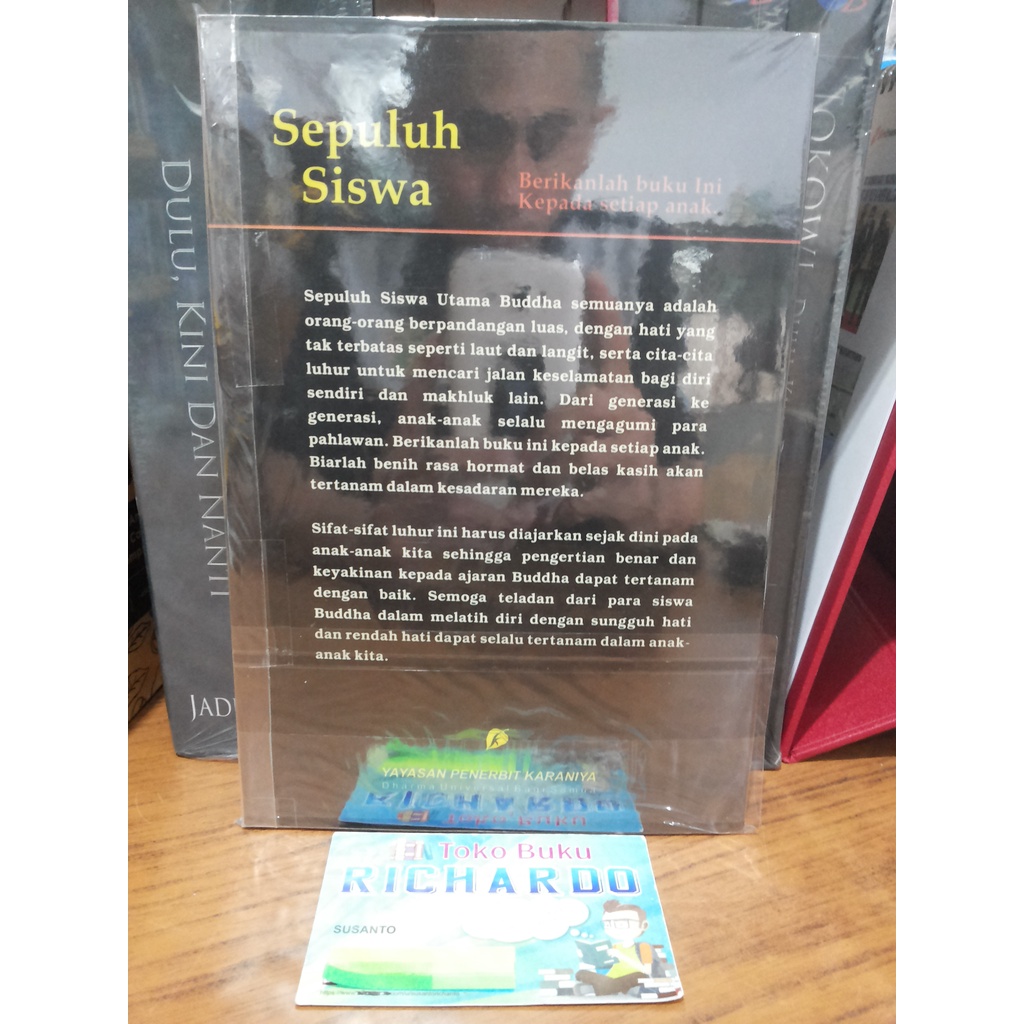 Sepuluh
Siswa
Berikanlah buku Ini
Kepada setiap anak
Sepuluh Siswa Utama Buddha semuanya adalah
orang-orang berpandangan luas, dengan hati yang
tak terbatas seperti laut dan langit, serta cita-cita
luhur untuk mencari jalan keselamatan bagi diri
sendiri dan makhluk lain. Dari generasi ke
generasi, anak-anak selalu mengagumi para
pahlawan. Berikanlah buku ini kepada setiap anak.
Biarlah benih rasa hormat dan belas kasih akan
tertanam dalam kesadaran mereka.
Sifat-sifat luhur ini harus diajarkan sejak dini pada
anak-anak kita sehingga pengertian benar dan
keyakinan kepada ajaran Buddha dapat tertanam
dengan baik. Semoga teladan dari para siswa
Buddha dalam melatih diri dengan sungguh hati
dan rendah hati dapat selalu tertanam dalam anak-
anak kita.
YAYASAN PENERBIT KARANIYA
Dharma Universal Bagi Semua
Toko Buku
RICHARDO
SUSANTO
DULU, KINI DAN NANTI
JOKOWI